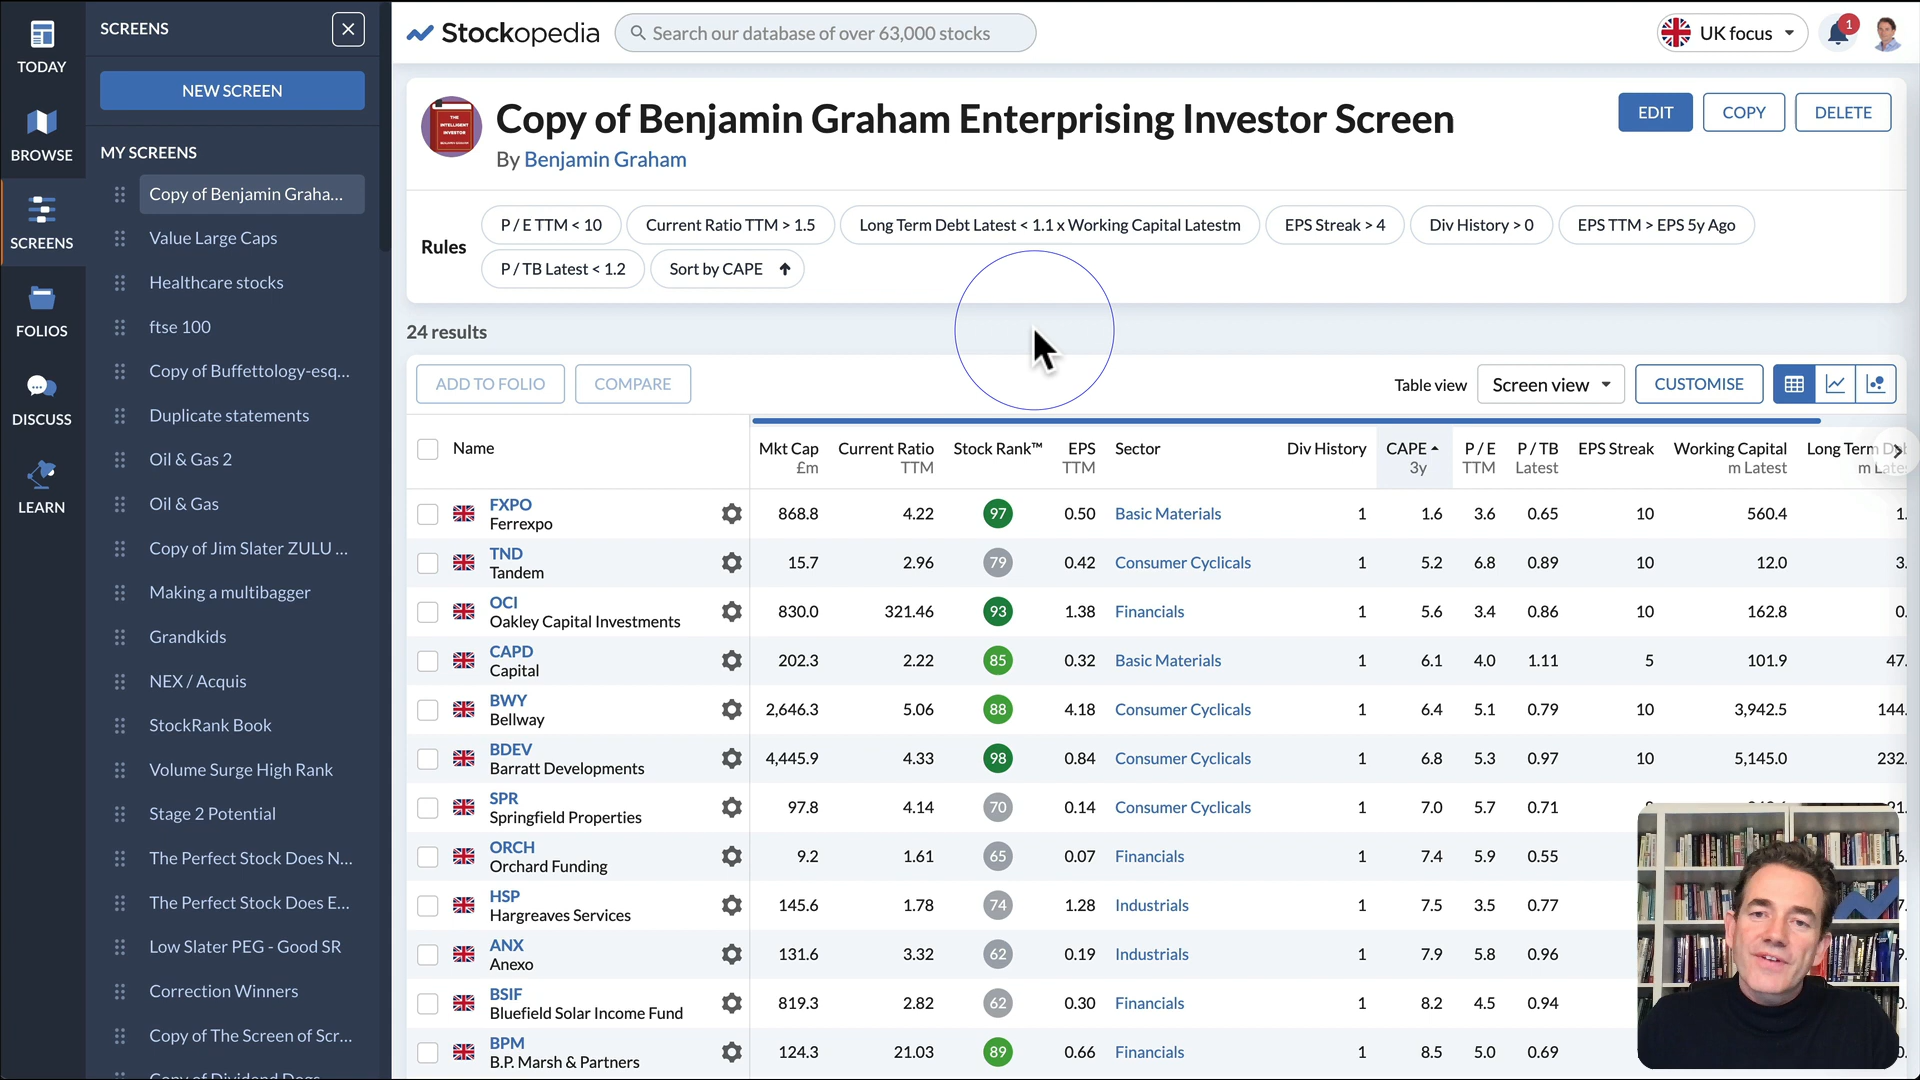 TODAY
BROWSE
SCREENS
FOLIOS
DISCUSS
LEARN
SCREENS
NEW SCREEN
MY SCREENS
Copy of Benjamin Graha...
Value Large Caps
Healthcare stocks
ftse 100
Copy of Buffettology-esq...
Duplicate statements
Oil & Gas 2
Oil & Gas
Copy of Jim Slater ZULU ...
Making a multibagger
Grandkids
NEX / Acquis
StockRank Book
Volume Surge High Rank
Stage 2 Potential
The Perfect Stock Does N...
The Perfect Stock Does E...
Low Slater PEG - Good SR
Correction Winners
Copy of The Screen of Scr...
Copy of Dividend Dogs
Stockopedia
Search our database of over 63,000 stocks
UK focus
1
THE INTELLIGENT INVESTOR
Copy of Benjamin Graham Enterprising Investor Screen
By Benjamin Graham
EDIT COPY DELETE
Rules
P / E TTM < 10 Current Ratio TTM > 1.5 Long Term Debt Latest < 1.1 x Working Capital Latestm EPS Streak > 4 Div History > 0 EPS TTM > EPS 5y Ago
P / TB Latest < 1.2 Sort by CAPE
24 results
ADD TO FOLIO COMPARE Table view Screen view CUSTOMISE
Name Mkt Cap £m Current Ratio TTM Stock Rank™ EPS TTM Sector Div History CAPE 3y P / E TTM P / TB Latest EPS Streak Working Capital m Latest Long Term
FXPO Ferrexpo 868.8 4.22 97 0.50 Basic Materials 1 1.6 3.6 0.65 10 560.4 1.
TND Tandem 15.7 2.96 79 0.42 Consumer Cyclicals 1 5.2 6.8 0.89 10 12.0 3.
OCI Oakley Capital Investments 830.0 321.46 93 1.38 Financials 1 5.6 3.4 0.86 10 162.8 0.
CAPD Capital 202.3 2.22 85 0.32 Basic Materials 1 6.1 4.0 1.11 5 101.9 47.
BWY Bellway 2,646.3 5.06 88 4.18 Consumer Cyclicals 1 6.4 5.1 0.79 10 3,942.5 144.
BDEV Barratt Developments 4,445.9 4.33 98 0.84 Consumer Cyclicals 1 6.8 5.3 0.97 10 5,145.0 232.
SPR Springfield Properties 97.8 4.14 70 0.14 Consumer Cyclicals 1 7.0 5.7 0.71
ORCH Orchard Funding 9.2 1.61 65 0.07 Financials 1 7.4 5.9 0.55
HSP Hargreaves Services 145.6 1.78 74 1.28 Industrials 1 7.5 3.5 0.77
ANX Anexo 131.6 3.32 62 0.19 Industrials 1 7.9 5.8 0.96
BSIF Bluefield Solar Income Fund 819.3 2.82 62 0.30 Financials 1 8.2 4.5 0.94
BPM B.P. Marsh & Partners 124.3 21.03 89 0.66 Financials 1 8.5 5.0 0.69